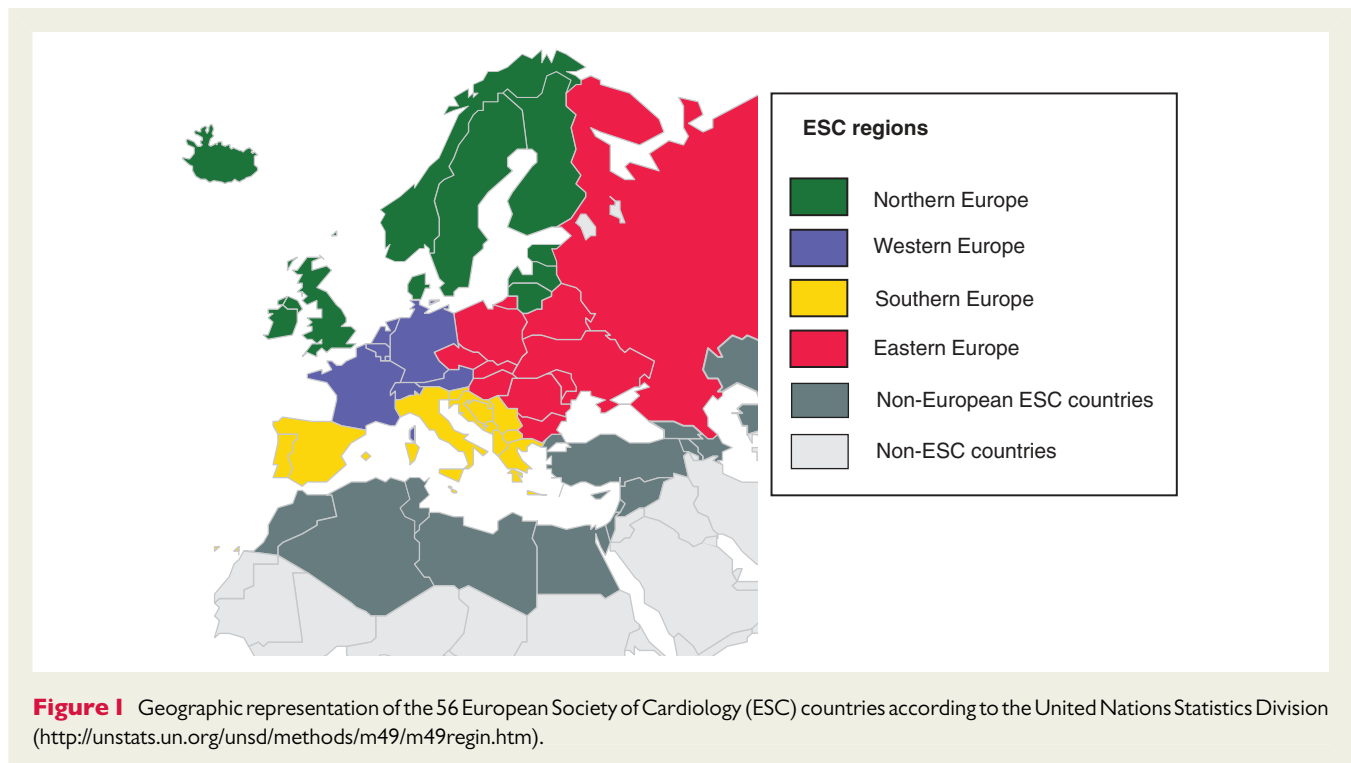 ESC regions
Northern Europe
Western Europe
Southern Europe
Eastern Europe
Non-European ESC countries
Non-ESC countries
Figure 1 Geographic representation of the 56 European Society of Cardiology (ESC) countries according to the United Nations Statistics Division
(http://unstats.un.org/unsd/methods/m49/m49regin.htm).